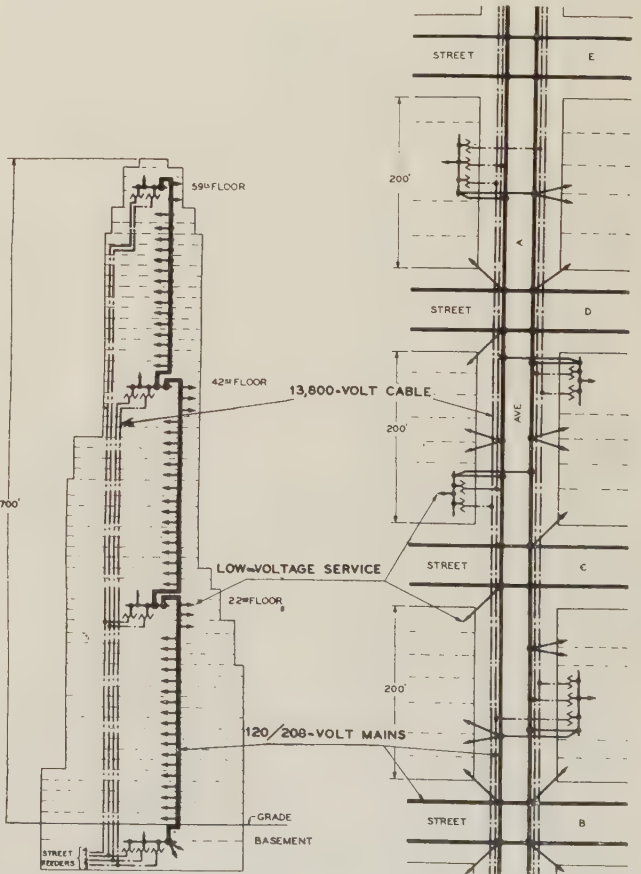 STREET E
200'
59TH FLOOR
A
STREET D
42ND FLOOR
13,800-VOLT CABLE
AVE
200'
700'
LOW-VOLTAGE SERVICE
STREET C
22ND FLOOR
200'
120/208-VOLT MAINS
GRADE
STREET B
BASEMENT
STREET
FEEDERS